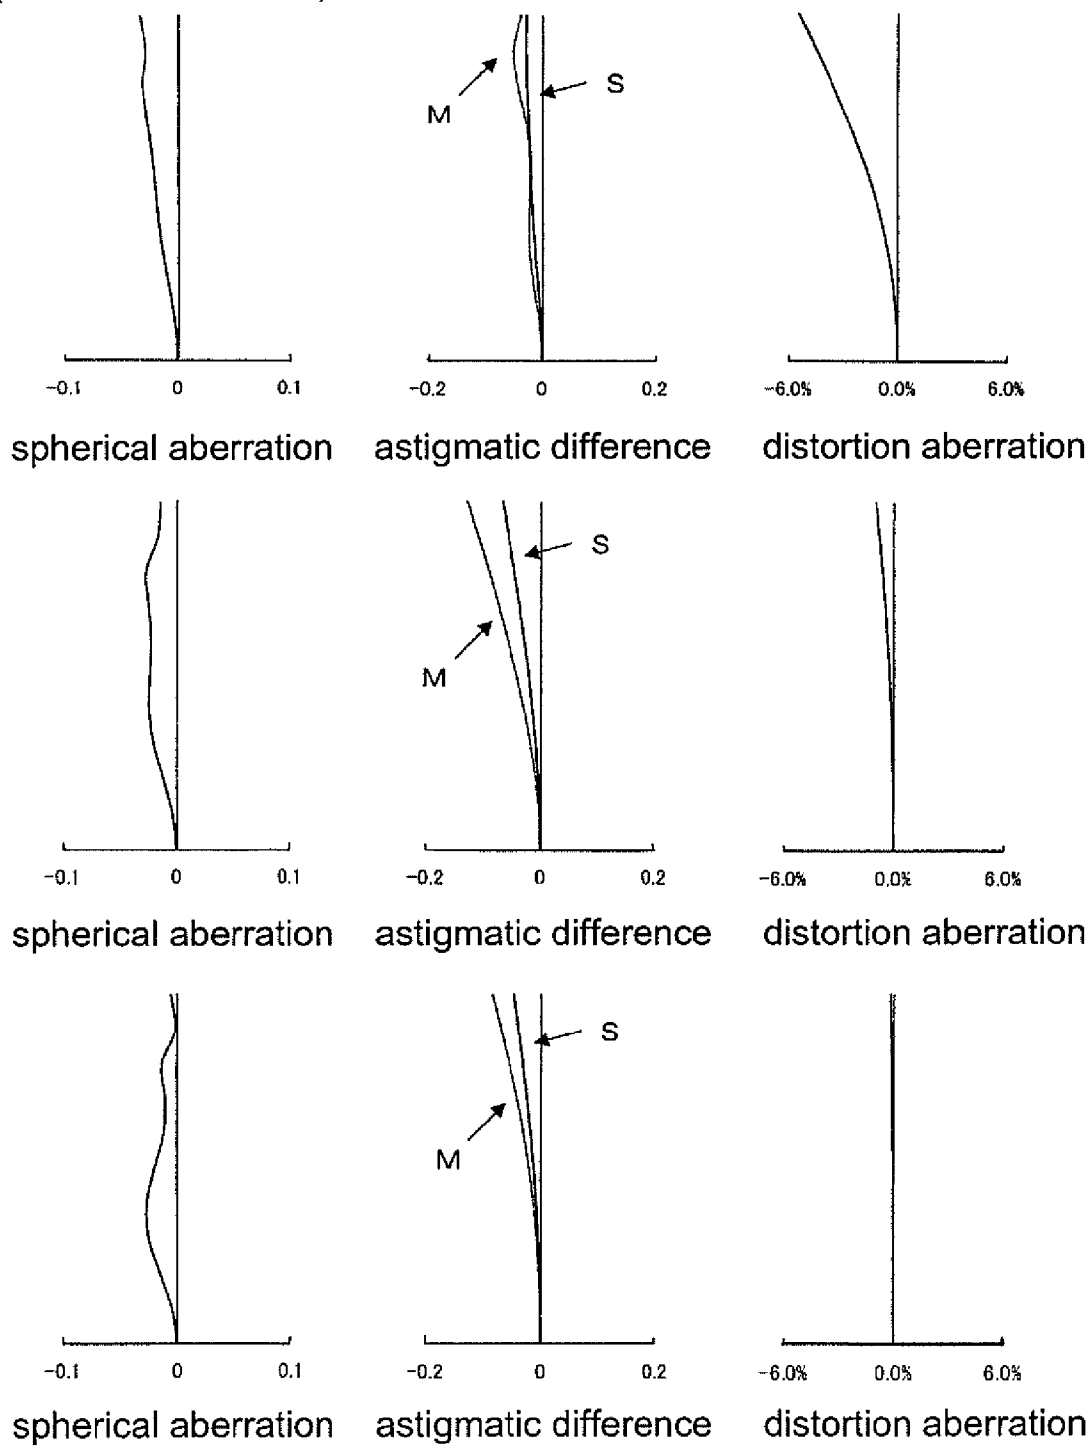 M
S
-0.1 0 0.1
-0.2 0 0.2
-6.0% 0.0% 6.0%
spherical aberration astigmatic difference distortion aberration
S
M
-0.1 0 0.1
-0.2 0 0.2
-6.0% 0.0% 6.0%
spherical aberration astigmatic difference distortion aberration
S
M
-0.1 0 0.1
-0.2 0 0.2
-6.0% 0.0% 6.0%
spherical aberration astigmatic difference distortion aberration